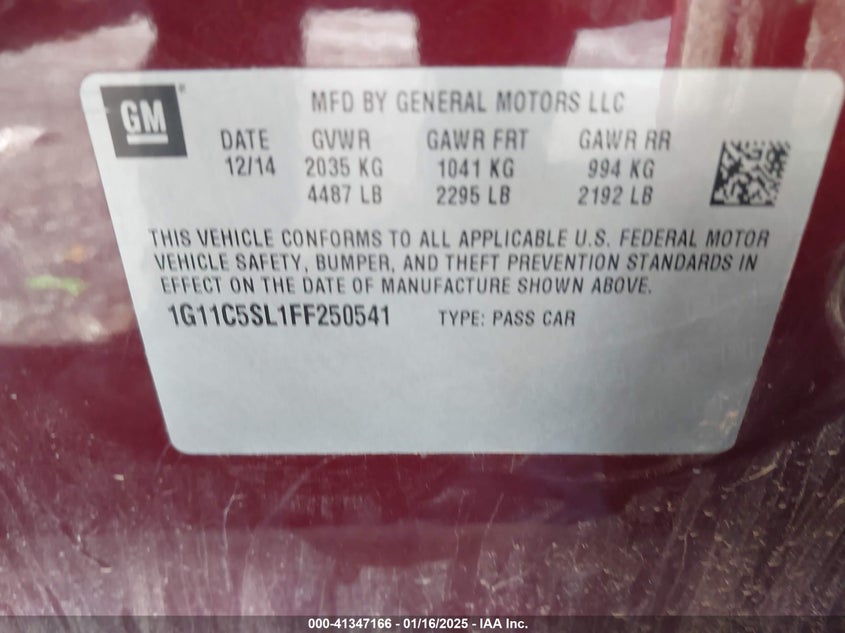 GM®
MFD BY GENERAL MOTORS LLC
DATE GVWR GAWR FRT GAWR RR
12/14 2035 KG 1041 KG 994 KG
4487 LB 2295 LB 2192 LB
THIS VEHICLE CONFORMS TO ALL APPLICABLE U.S. FEDERAL MOTOR
VEHICLE SAFETY, BUMPER, AND THEFT PREVENTION STANDARDS IN
EFFECT ON THE DATE OF MANUFACTURE SHOWN ABOVE.
1G11C5SL1FF250541 TYPE: PASS CAR
000-41347166 - 01/16/2025 - IAA Inc.